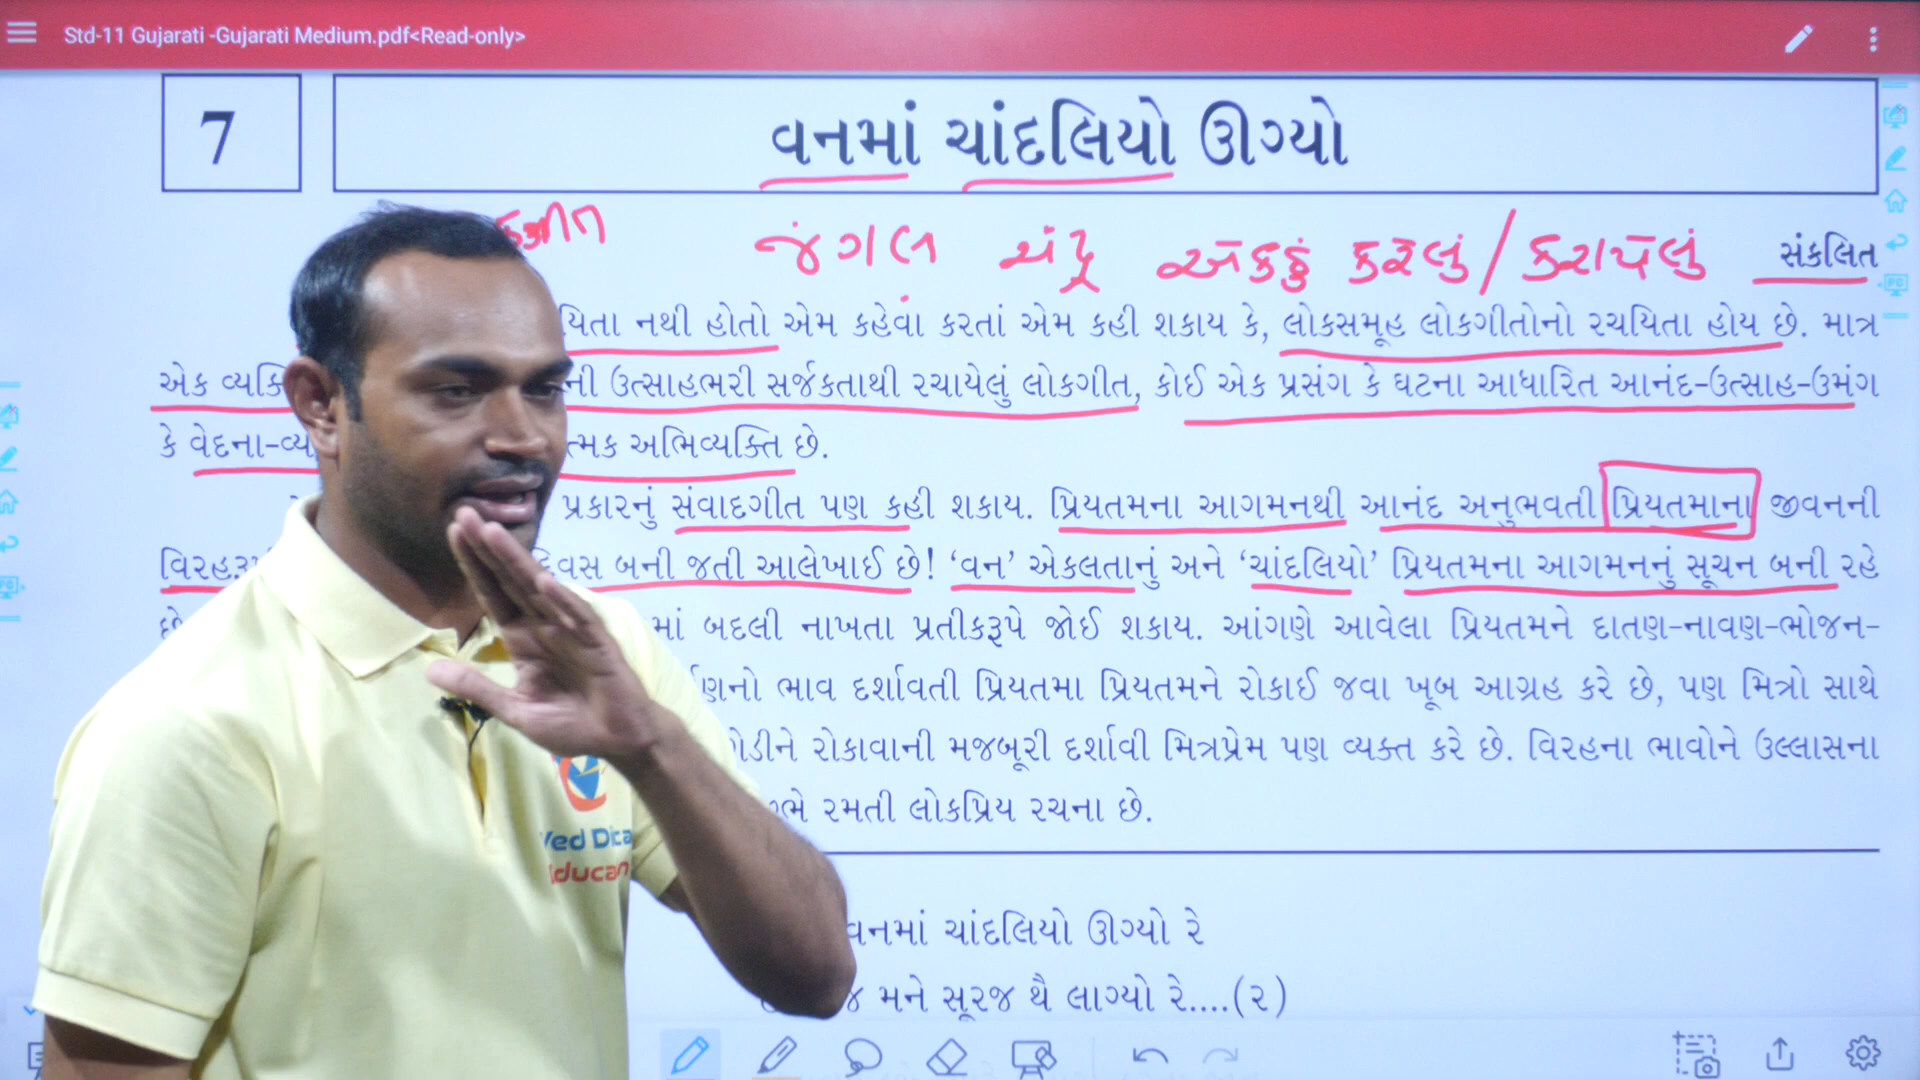 Std-11 Gujarati -Gujarati Medium.pdf<Read-only>
7
વનમાં ચાંદલિયો ઊગ્યો
જંગલ ચંદ્ર એકઠું કરેલું / કરાયેલું
સંકલિત
યિતા નથી હોતો એમ કહેવા કરતાં એમ કહી શકાય કે, લોકસમૂહ લોકગીતોનો રચયિતા હોય છે. માત્ર
એક વ્યક્તિ ની ઉત્સાહભરી સર્જકતાથી રચાયેલું લોકગીત, કોઈ એક પ્રસંગ કે ઘટના આધારિત આનંદ-ઉત્સાહ-ઉમંગ
કે વેદના-વ્ય ત્મક અભિવ્યક્તિ છે.
પ્રકારનું સંવાદગીત પણ કહી શકાય. પ્રિયતમના આગમનથી આનંદ અનુભવતી પ્રિયતમાના જીવનની
વિરહરૂ દિવસ બની જતી આલેખાઈ છે! ‘વન’ એકલતાનું અને ‘ચાંદલિયો’ પ્રિયતમના આગમનનું સૂચન બની રહે
છે માં બદલી નાખતા પ્રતીકરૂપે જોઈ શકાય. આંગણે આવેલા પ્રિયતમને દાતણ-નાવણ-ભોજન-
ણનો ભાવ દર્શાવતી પ્રિયતમા પ્રિયતમને રોકાઈ જવા ખૂબ આગ્રહ કરે છે, પણ મિત્રો સાથે
ોડીને રોકાવાની મજબૂરી દર્શાવી મિત્રપ્રેમ પણ વ્યક્ત કરે છે. વિરહના ભાવોને ઉલ્લાસના
ભે રમતી લોકપ્રિય રચના છે.
વનમાં ચાંદલિયો ઊગ્યો રે
મને સૂરજ થૈ લાગ્યો રે....(૨)
Ved Dica
Educan